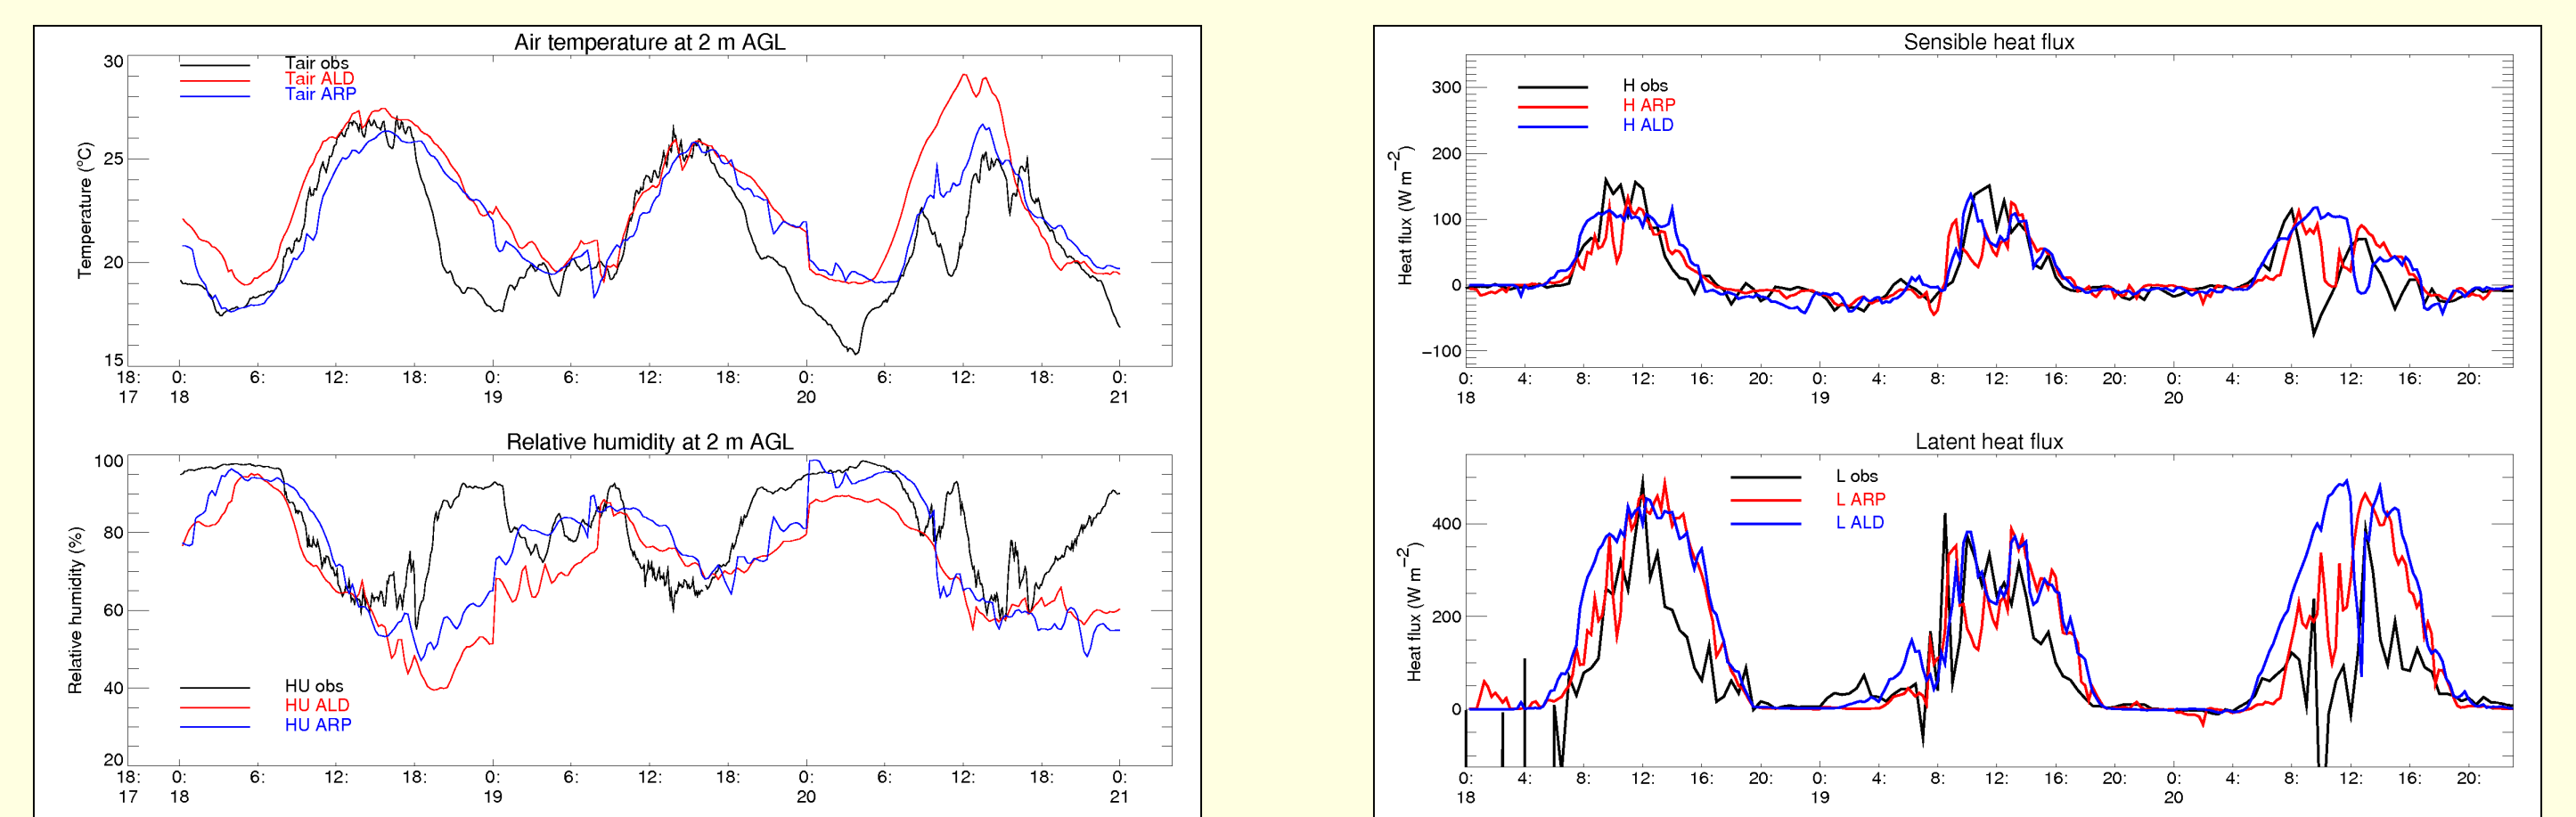 Air temperature at 2 m AGL
Tair obs
Tair ALD
Tair ARP
Temperature (°C)
30
25
20
15
18: 0: 6: 12: 18: 0: 6: 12: 18: 0: 6: 12: 18: 0:
17 18 19 20 21
Relative humidity at 2 m AGL
HU obs
HU ALD
HU ARP
Relative humidity (%)
100
80
60
40
20
18: 0: 6: 12: 18: 0: 6: 12: 18: 0: 6: 12: 18: 0:
17 18 19 20 21
Sensible heat flux
H obs
H ARP
H ALD
Heat flux (W m⁻²)
300
200
100
0
−100
0: 4: 8: 12: 16: 20: 0: 4: 8: 12: 16: 20: 0: 4: 8: 12: 16: 20:
18 19 20
Latent heat flux
L obs
L ARP
L ALD
Heat flux (W m⁻²)
400
200
0
0: 4: 8: 12: 16: 20: 0: 4: 8: 12: 16: 20: 0: 4: 8: 12: 16: 20:
18 19 20